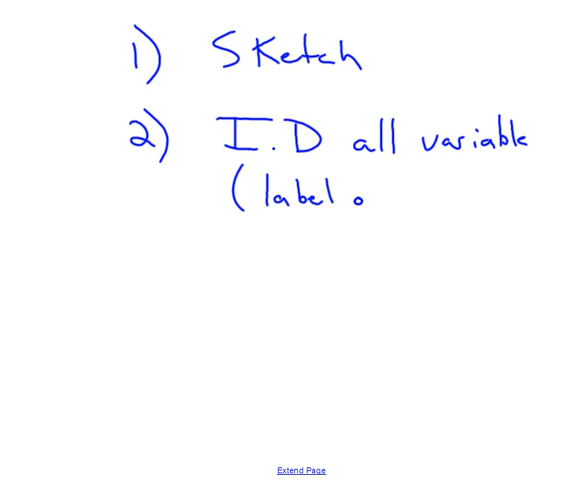 1) Sketch
2) I.D all variable
(label o
Extend Page